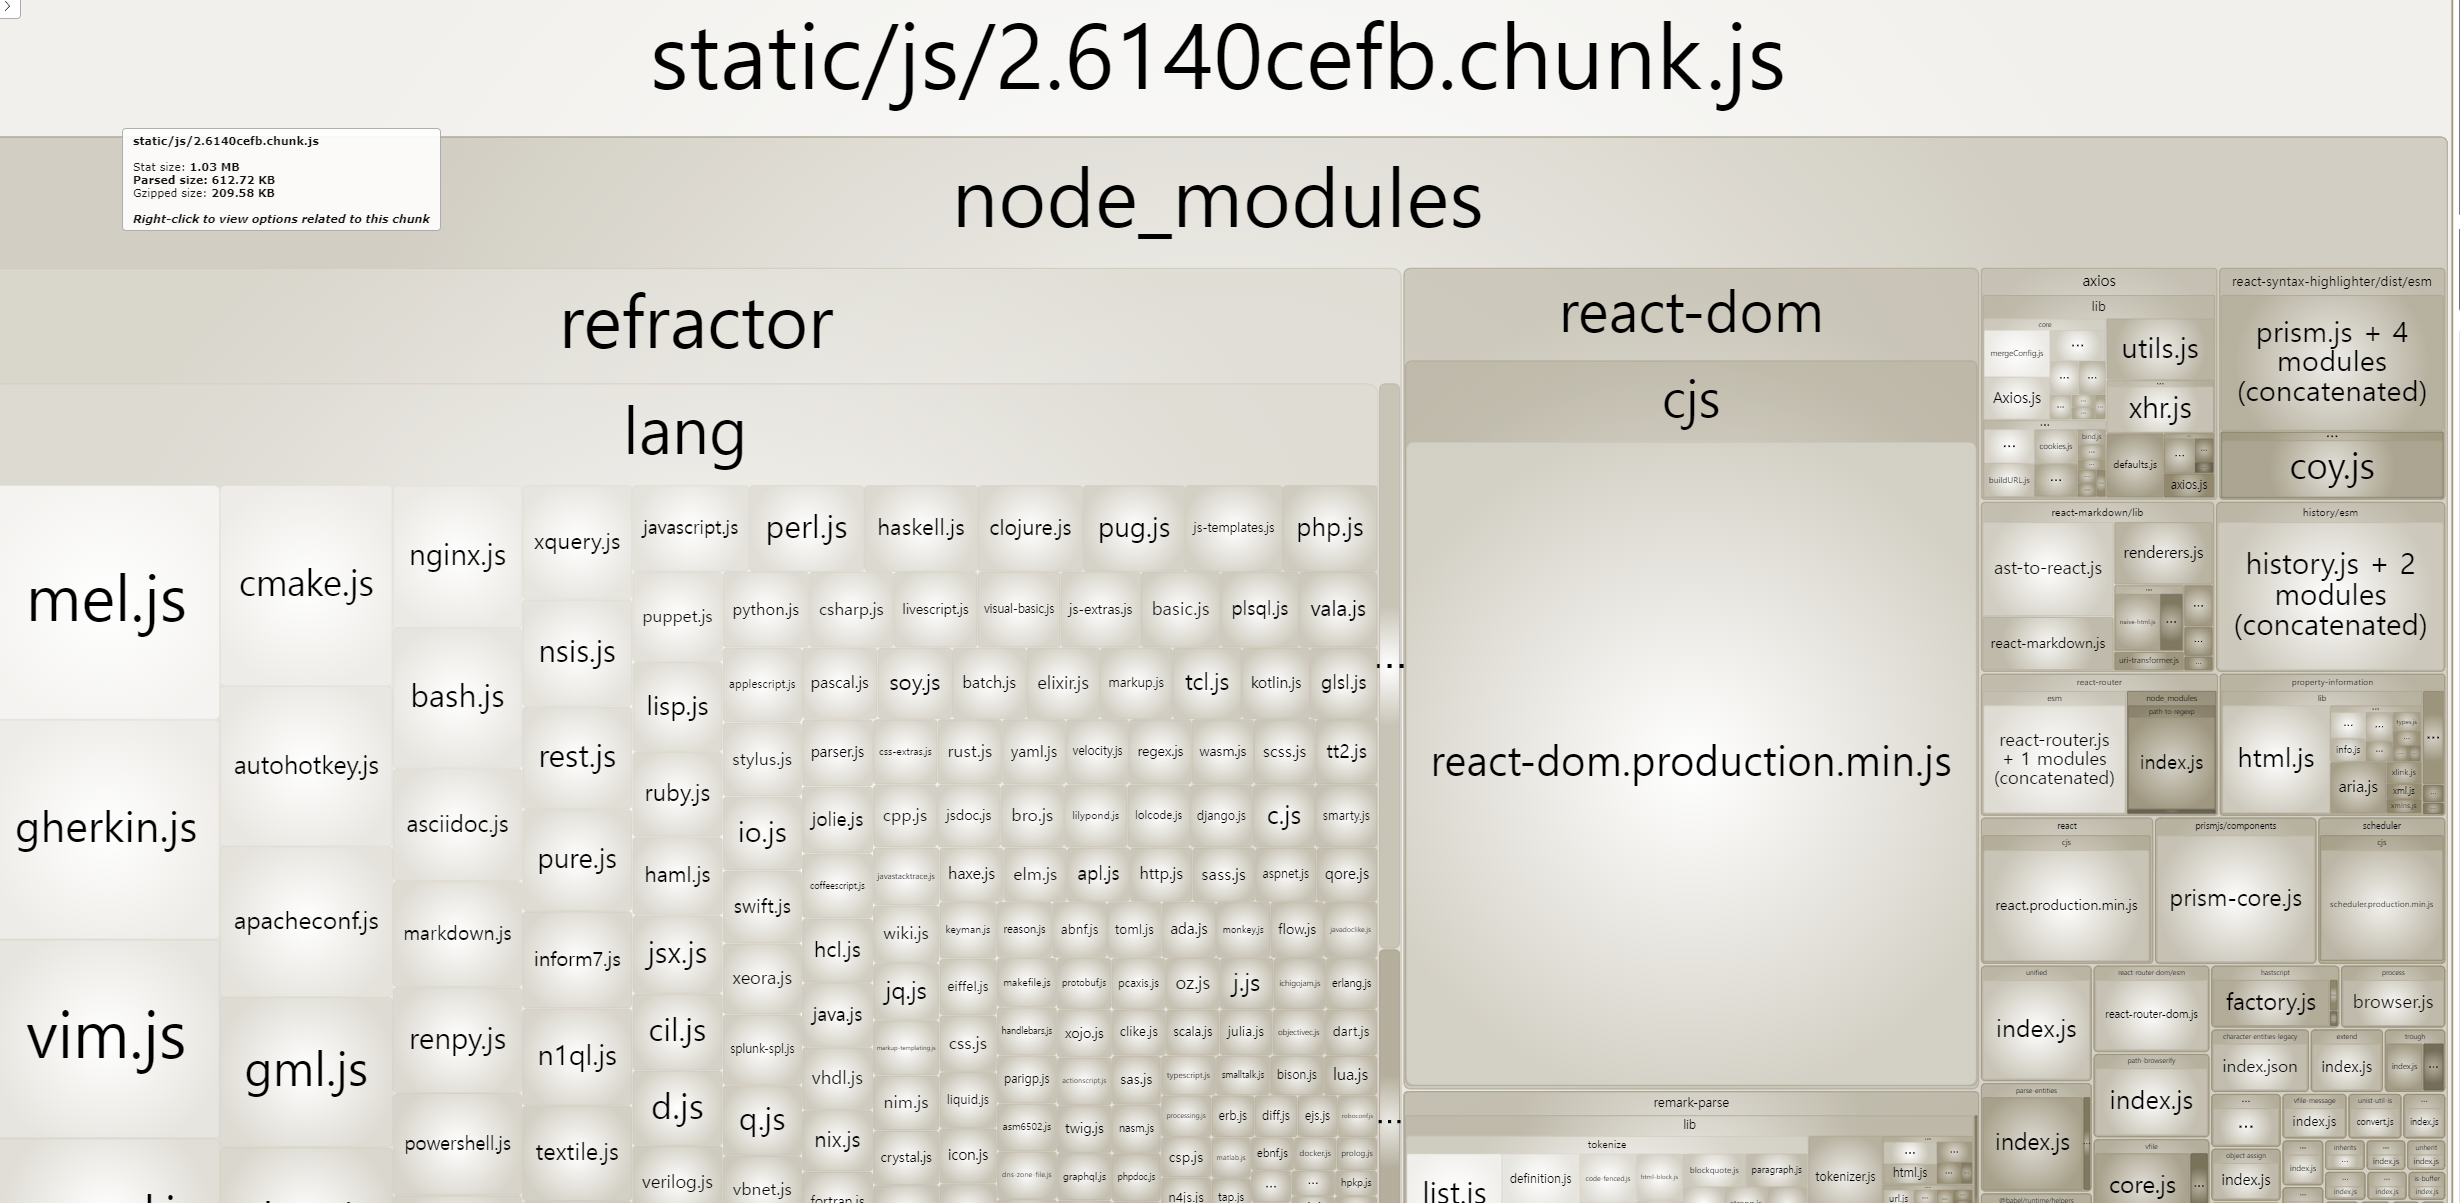 static/js/2.6140cefb.chunk.js
static/js/2.6140cefb.chunk.js
Stat size: 1.03 MB
Parsed size: 612.72 KB
Gzipped size: 209.58 KB
Right-click to view options related to this chunk
node_modules
refractor
lang
mel.js
gherkin.js
vim.js
cmake.js
autohotkey.js
apacheconf.js
gml.js
nginx.js
bash.js
asciidoc.js
markdown.js
renpy.js
powershell.js
xquery.js
nsis.js
rest.js
pure.js
inform7.js
n1ql.js
textile.js
javascript.js perl.js haskell.js clojure.js pug.js js-templates.js php.js
puppet.js
lisp.js
ruby.js
haml.js
jsx.js
cil.js
d.js
verilog.js
python.js csharp.js livescript.js visual-basic.js js-extras.js basic.js plsql.js vala.js
applescript.js pascal.js soy.js batch.js elixir.js markup.js tcl.js kotlin.js glsl.js
stylus.js
io.js
swift.js
xeora.js
splunk-spl.js
q.js
vbnet.js
parser.js css-extras.js rust.js yaml.js velocity.js regex.js wasm.js scss.js tt2.js
jolie.js cpp.js jsdoc.js bro.js lilypond.js lolcode.js django.js c.js smarty.js
coffeescript.js
hcl.js
java.js
vhdl.js
nix.js
fortran.js
javastacktrace.js haxe.js elm.js apl.js http.js sass.js aspnet.js qore.js
wiki.js keyman.js reason.js abnf.js toml.js ada.js monkey.js flow.js javadoclike.js
jq.js eiffel.js makefile.js protobuf.js pcaxis.js oz.js j.js ichigojam.js erlang.js
markup-templating.js css.js handlebars.js xojo.js clike.js scala.js julia.js objectivec.js dart.js
nim.js liquid.js parigp.js actionscript.js sas.js typescript.js smalltalk.js bison.js lua.js
asm6502.js twig.js nasm.js processing.js erb.js diff.js ejs.js roboconf.js
crystal.js icon.js dns-zone-file.js graphql.js phpdoc.js csp.js matlab.js ebnf.js docker.js prolog.js
n4js.js tap.js ... ... hpkp.js
...
...
react-dom
cjs
react-dom.production.min.js
remark-parse
lib
tokenize
list.js
definition.js code-fenced.js html-block.js blockquote.js paragraph.js
tokenizer.js
... ...
html.js ...
url.js
axios
lib
core
mergeConfig.js ...
Axios.js
... ...
utils.js
...
xhr.js
...
... cookies.js bind.js
buildURL.js ...
defaults.js ...
axios.js
react-syntax-highlighter/dist/esm
prism.js + 4
modules
(concatenated)
...
coy.js
react-markdown/lib
ast-to-react.js
react-markdown.js
renderers.js
...
naive-html.js ... ...
...
uri-transformer.js ...
history/esm
history.js + 2
modules
(concatenated)
react-router
esm
react-router.js
+ 1 modules
(concatenated)
node_modules
path-to-regexp
index.js
property-information
lib
html.js
...
... ... types.js
info.js ...
aria.js
xlink.js
xml.js
xmlns.js
...
react
cjs
react.production.min.js
prismjs/components
prism-core.js
scheduler
cjs
scheduler.production.min.js
unified
index.js
react-router-dom/esm
react-router-dom.js
hastscript
factory.js
process
browser.js
character-entities-legacy
index.json
extend
index.js
trough
index.js ...
path-browserify
index.js
parse-entities
index.js
...
...
vfile-message
index.js
unist-util-is
convert.js
...
index.js
vfile
core.js ...
object-assign
index.js
...
index.js
inherits
...
index.js
...
index.js
index.js
unherit
index.js
is-buffer
index.js
@babel/runtime/helpers